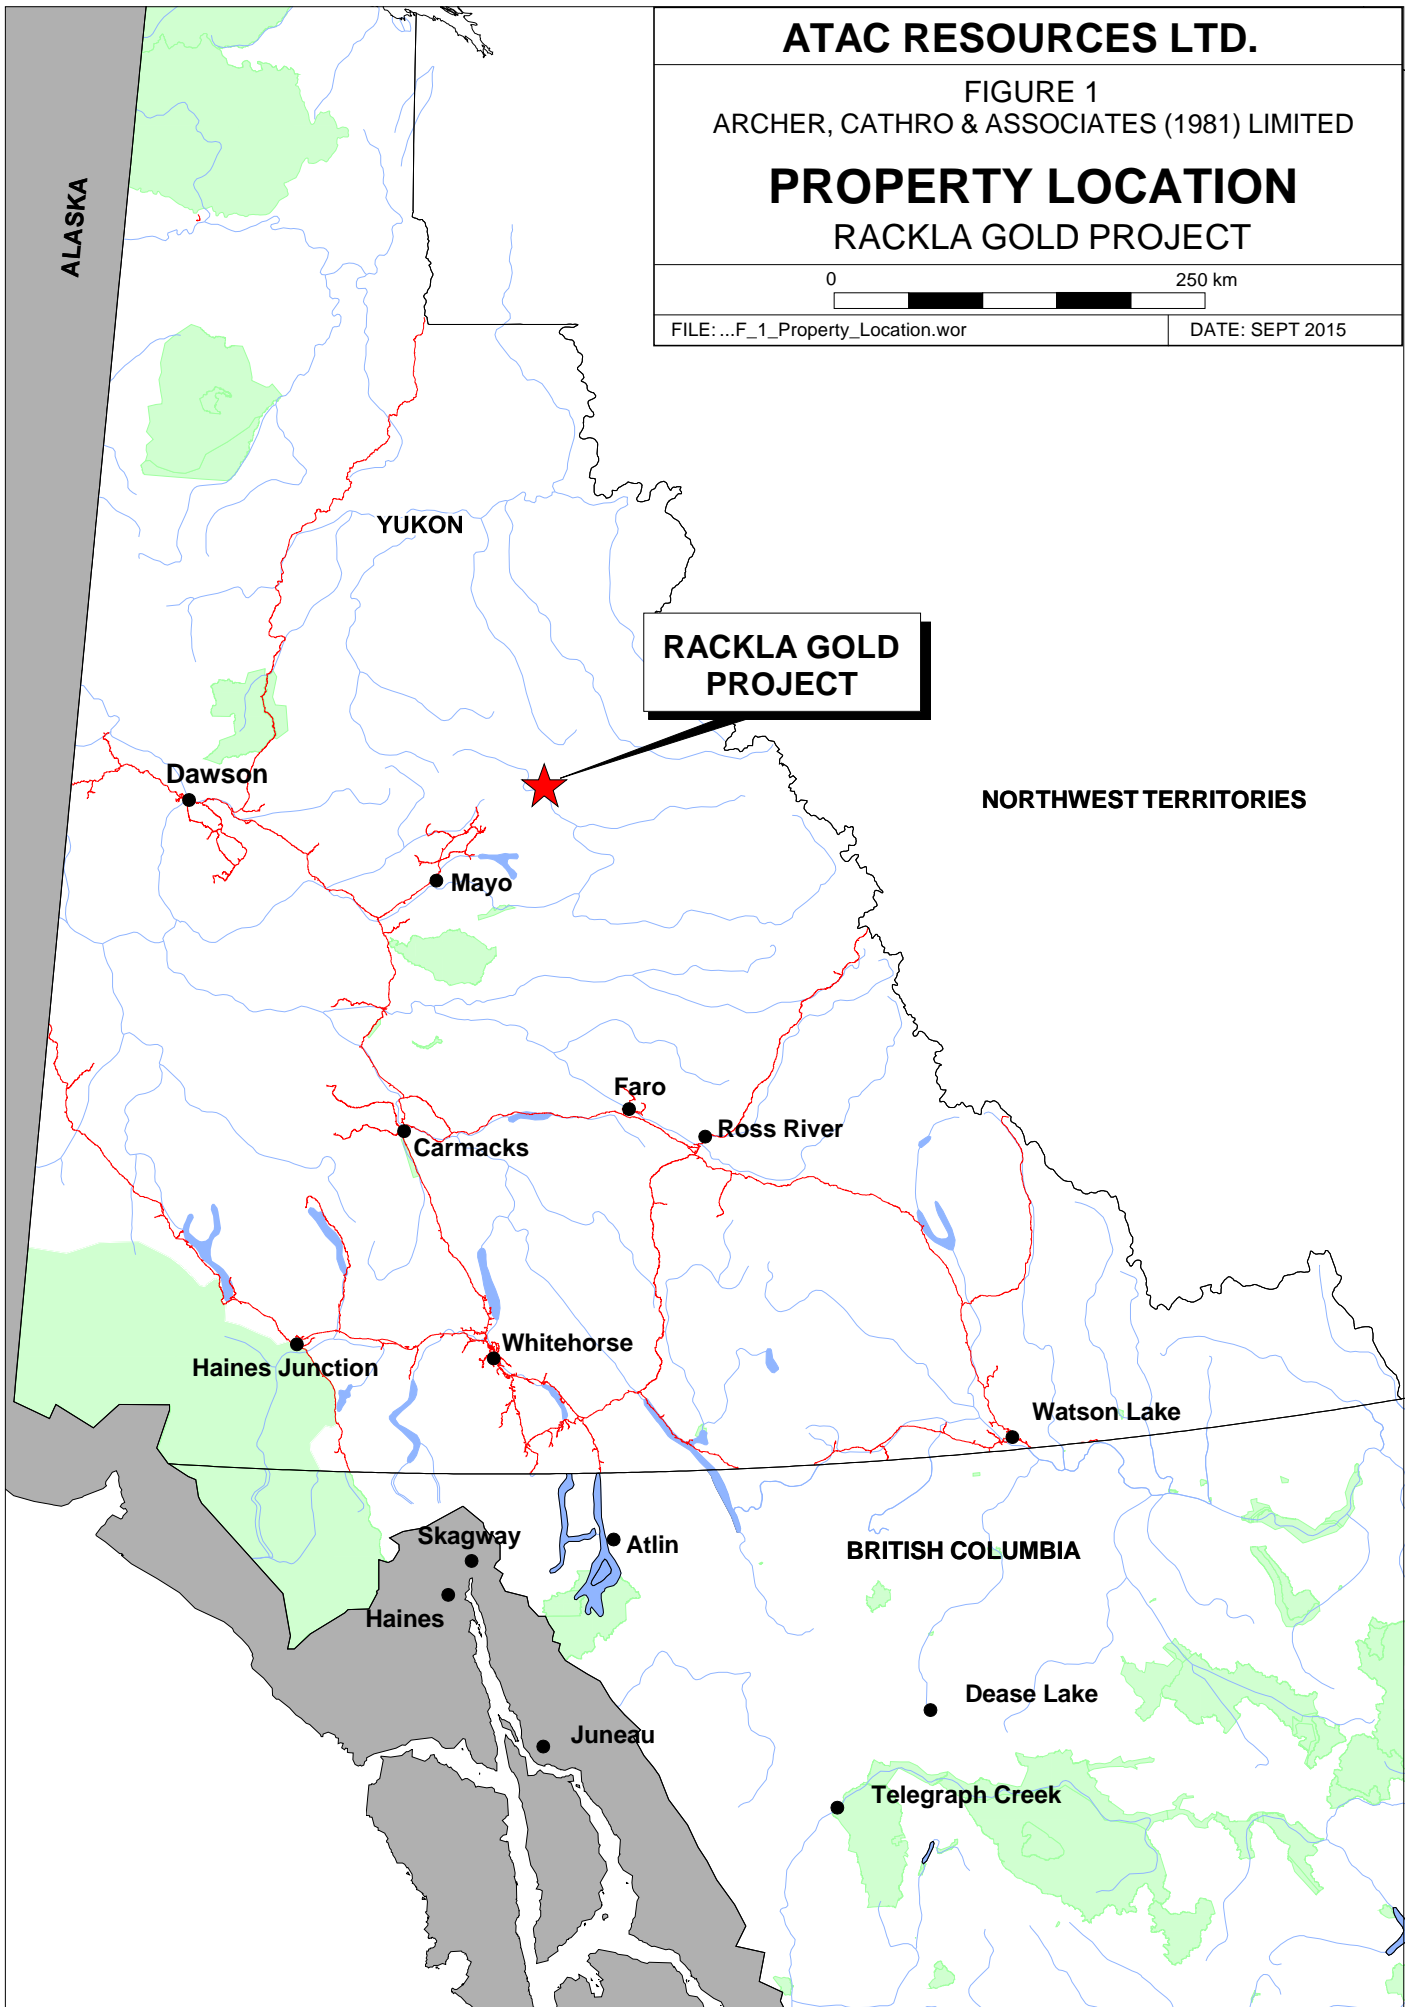 ATAC RESOURCES LTD.
FIGURE 1
ARCHER, CATHRO & ASSOCIATES (1981) LIMITED
PROPERTY LOCATION
RACKLA GOLD PROJECT
0 250 km
FILE: ...F_1_Property_Location.wor DATE: SEPT 2015
ALASKA
YUKON
RACKLA GOLD
PROJECT
Dawson
NORTHWEST TERRITORIES
Mayo
Faro
Ross River
Carmacks
Whitehorse
Haines Junction
Watson Lake
Skagway
Atlin
BRITISH COLUMBIA
Haines
Dease Lake
Juneau
Telegraph Creek